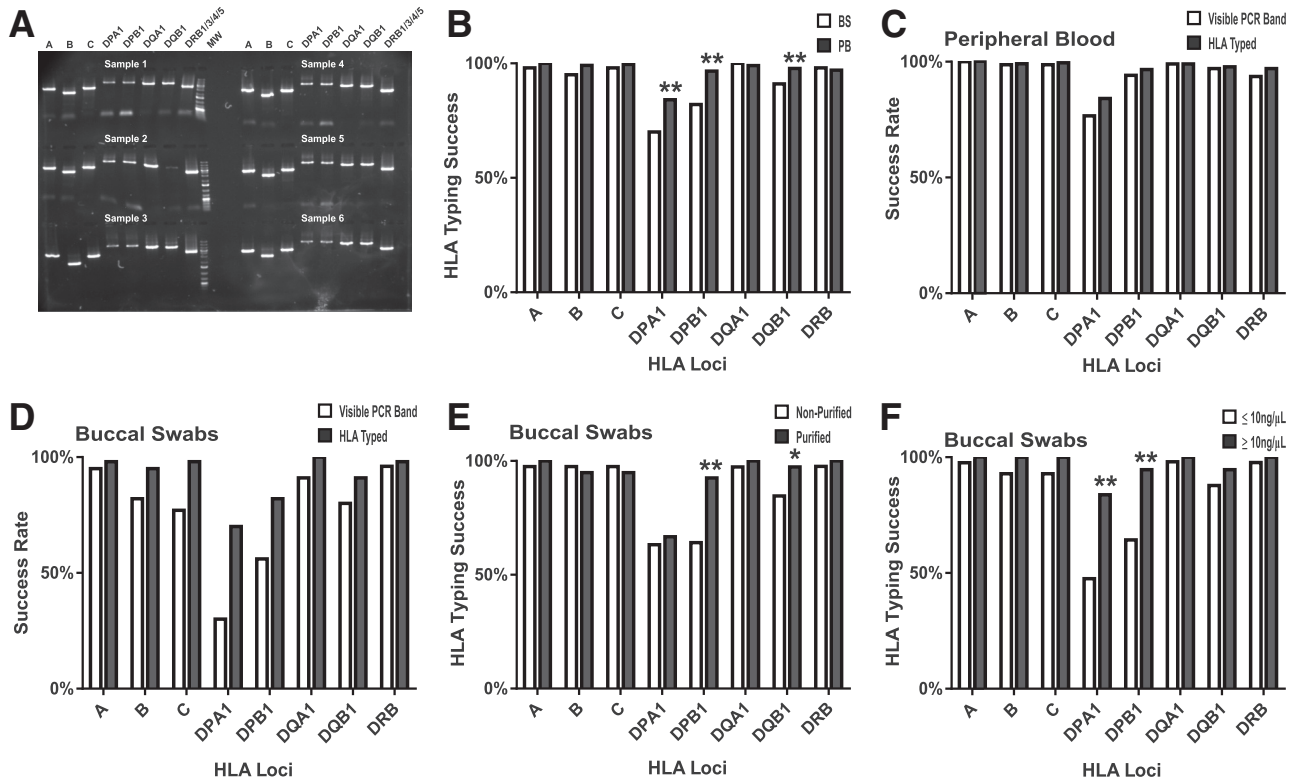 A
A B C DPA1 DPB1 DQA1 DQB1 DRB1/3/4/5 MW A B C DPA1 DPB1 DQA1 DQB1 DRB1/3/4/5
Sample 1 Sample 4
Sample 2 Sample 5
Sample 3 Sample 6
B
BS
PB
HLA Typing Success
100%
50%
0%
** ** **
A B C DPA1 DPB1 DQA1 DQB1 DRB
HLA Loci
C
Peripheral Blood
Visible PCR Band
HLA Typed
Success Rate
100%
50%
0%
A B C DPA1 DPB1 DQA1 DQB1 DRB
HLA Loci
D
Buccal Swabs
Visible PCR Band
HLA Typed
Success Rate
100%
50%
0%
A B C DPA1 DPB1 DQA1 DQB1 DRB
HLA Loci
E
Buccal Swabs
Non-Purified
Purified
HLA Typing Success
100%
50%
0%
** *
A B C DPA1 DPB1 DQA1 DQB1 DRB
HLA Loci
F
Buccal Swabs
≤ 10ng/µL
≥ 10ng/µL
HLA Typing Success
100%
50%
0%
** **
A B C DPA1 DPB1 DQA1 DQB1 DRB
HLA Loci